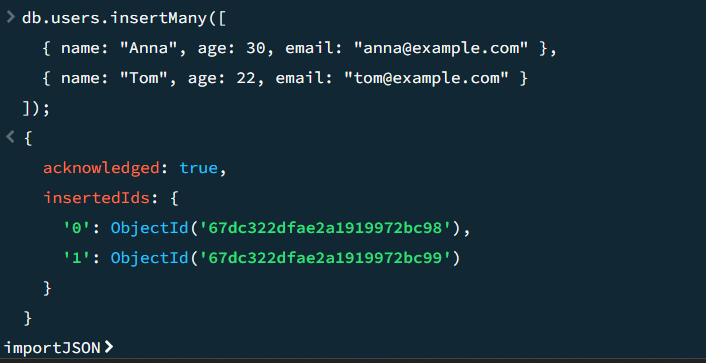 > db.users.insertMany([
{ name: "Anna", age: 30, email: "anna@example.com" },
{ name: "Tom", age: 22, email: "tom@example.com" }
]);
< {
acknowledged: true,
insertedIds: {
'0': ObjectId('67dc322dfae2a1919972bc98'),
'1': ObjectId('67dc322dfae2a1919972bc99')
}
}
importJSON>